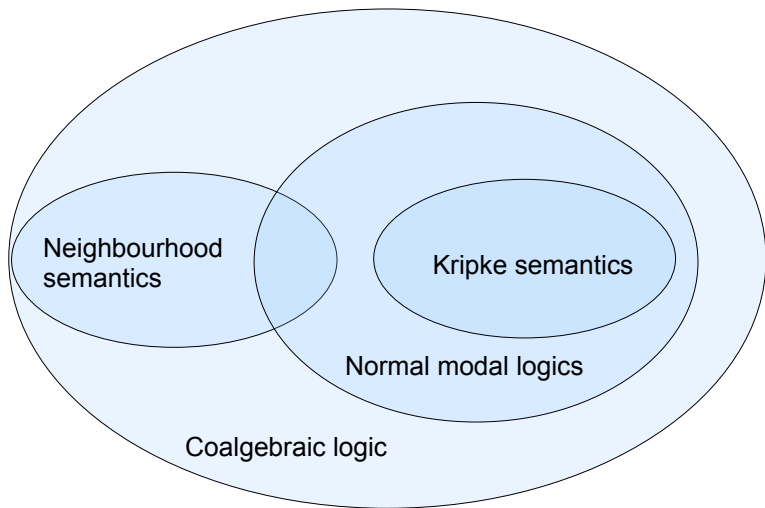 Neighbourhood
semantics
Kripke semantics
Normal modal logics
Coalgebraic logic